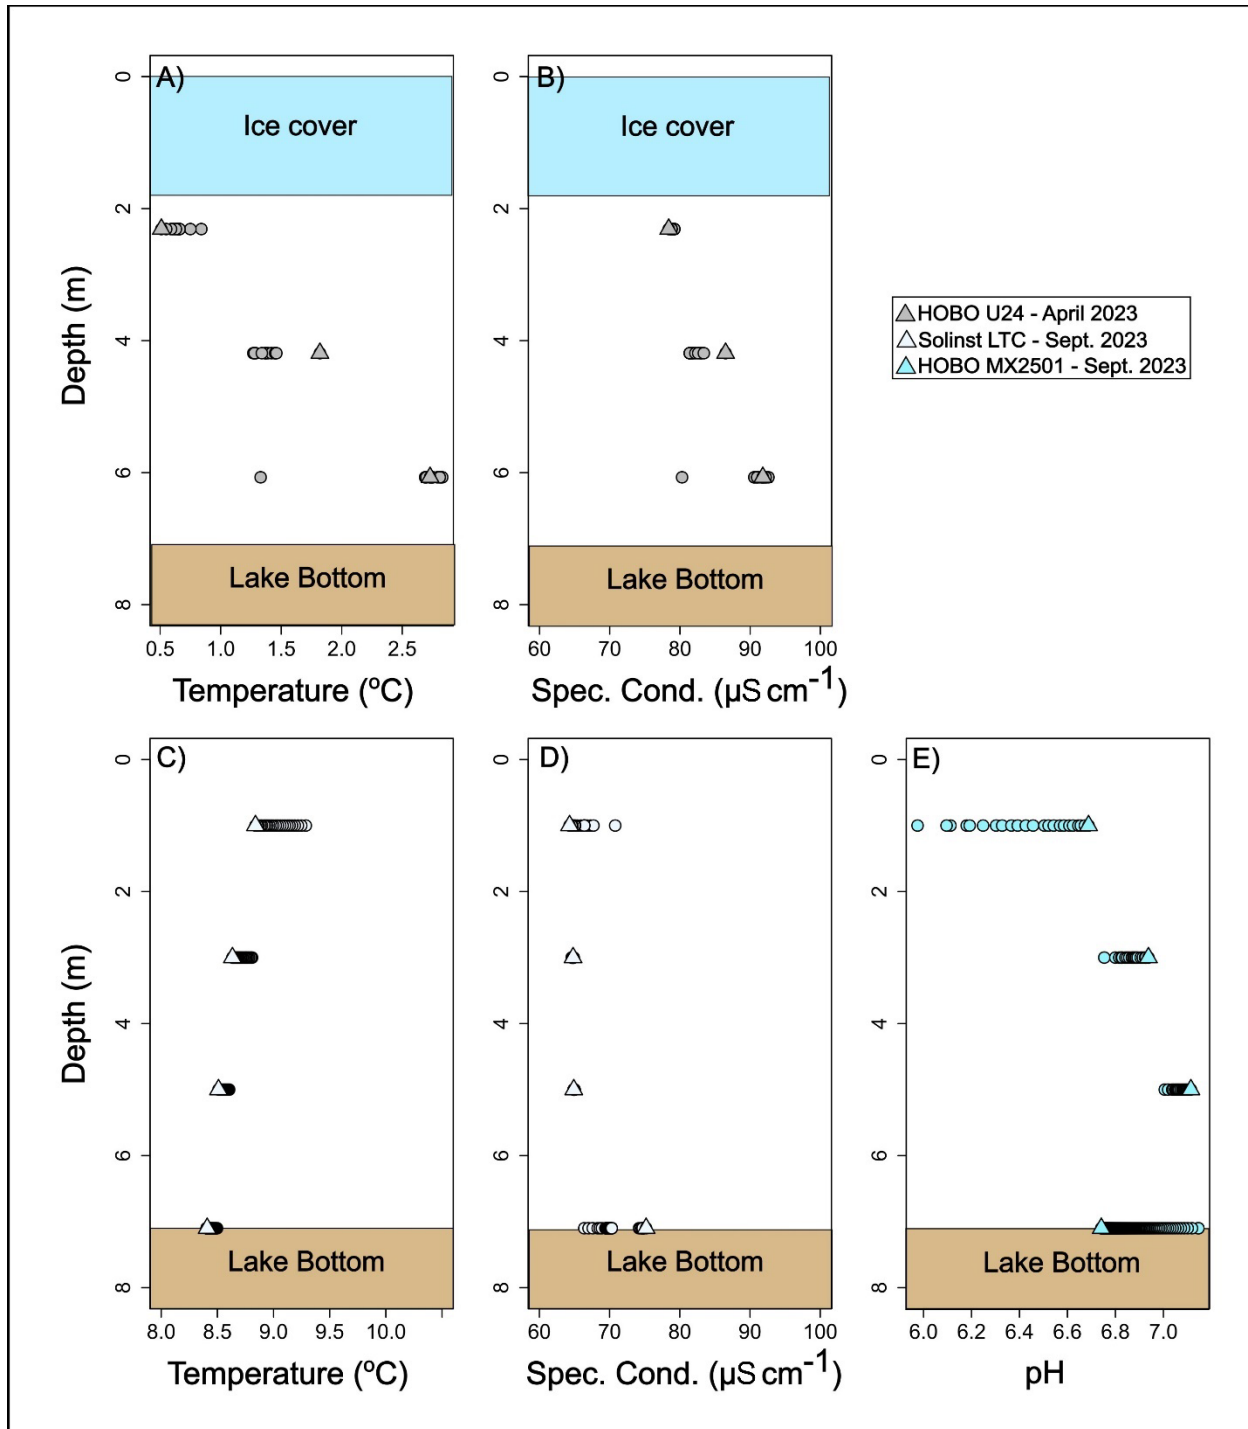 A)
Ice cover
Lake Bottom
0
2
4
6
8
Depth (m)
0.5 1.0 1.5 2.0 2.5
Temperature (ºC)
B)
Ice cover
Lake Bottom
0
2
4
6
8
60 70 80 90 100
Spec. Cond. (µS cm⁻¹)
HOBO U24 - April 2023
Solinst LTC - Sept. 2023
HOBO MX2501 - Sept. 2023
C)
Lake Bottom
0
2
4
6
8
Depth (m)
8.0 8.5 9.0 9.5 10.0
Temperature (ºC)
D)
Lake Bottom
0
2
4
6
8
60 70 80 90 100
Spec. Cond. (µS cm⁻¹)
E)
Lake Bottom
0
2
4
6
8
6.0 6.2 6.4 6.6 6.8 7.0
pH